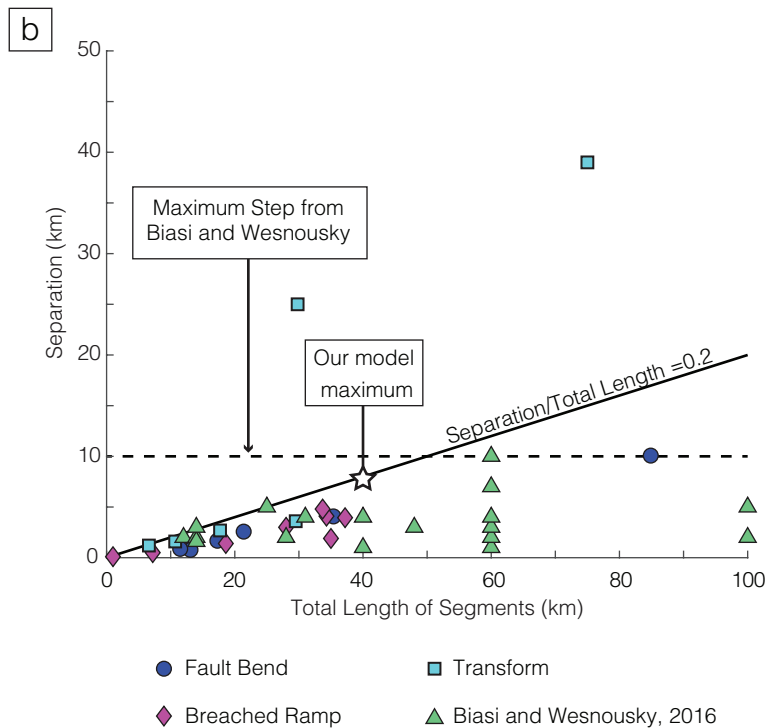 b
50
40
30
20
10
0
Separation (km)
Maximum Step from
Biasi and Wesnousky
Our model
maximum
Separation/Total Length =0.2
0 20 40 60 80 100
Total Length of Segments (km)
Fault Bend Transform
Breached Ramp Biasi and Wesnousky, 2016